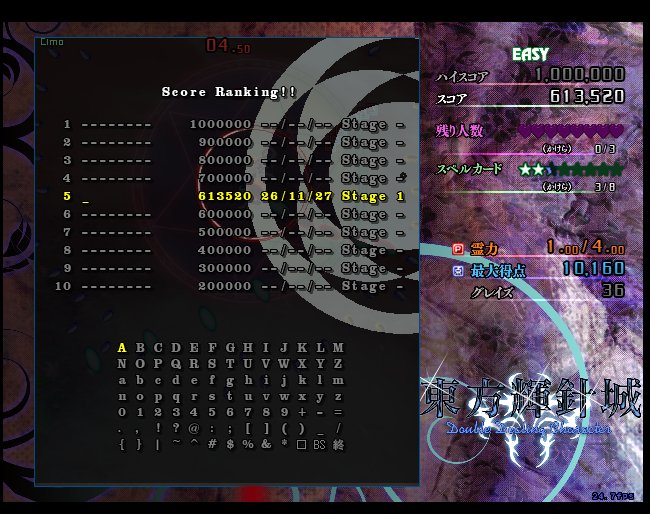 Time
04.50
Score Ranking!!
1 -------- 1000000 --/--/-- Stage -
2 -------- 900000 --/--/-- Stage -
3 -------- 800000 --/--/-- Stage -
4 -------- 700000 --/--/-- Stage -
5 _ 613520 26/11/27 Stage 1
6 -------- 600000 --/--/-- Stage -
7 -------- 500000 --/--/-- Stage -
8 -------- 400000 --/--/-- Stage -
9 -------- 300000 --/--/-- Stage -
10 -------- 200000 --/--/-- Stage -
A B C D E F G H I J K L M
N O P Q R S T U V W X Y Z
a b c d e f g h i j k l m
n o p q r s t u v w x y z
0 1 2 3 4 5 6 7 8 9 + - =
. , ! ? @ : ; [ ] ( ) _ /
{ } | ~ ^ # $ % & * □ BS 終
EASY
ハイスコア 1,000,000
スコア 613,520
残り人数
(かけら) 0/3
スペルカード
(かけら) 3/8
P 霊力 1.00/4.00
最大得点 10,160
グレイズ 36
東方輝針城
Double Dealing Character
24.7fps